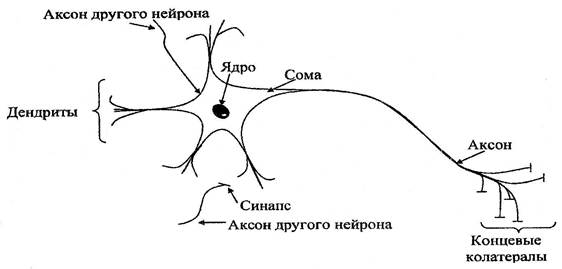 Аксон другого нейрона
Ядро
Сома
Дендриты
Аксон
Синапс
Аксон другого нейрона
Концевые
колатералы